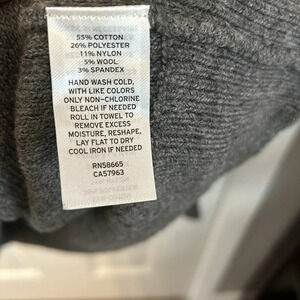 55% COTTON
26% POLYESTER
11% NYLON
5% WOOL
3% SPANDEX
HAND WASH COLD,
WITH LIKE COLORS
ONLY NON-CHLORINE
BLEACH IF NEEDED
ROLL IN TOWEL TO
REMOVE EXCESS
MOISTURE, RESHAPE,
LAY FLAT TO DRY
COOL IRON IF NEEDED
RN58665
CA57963